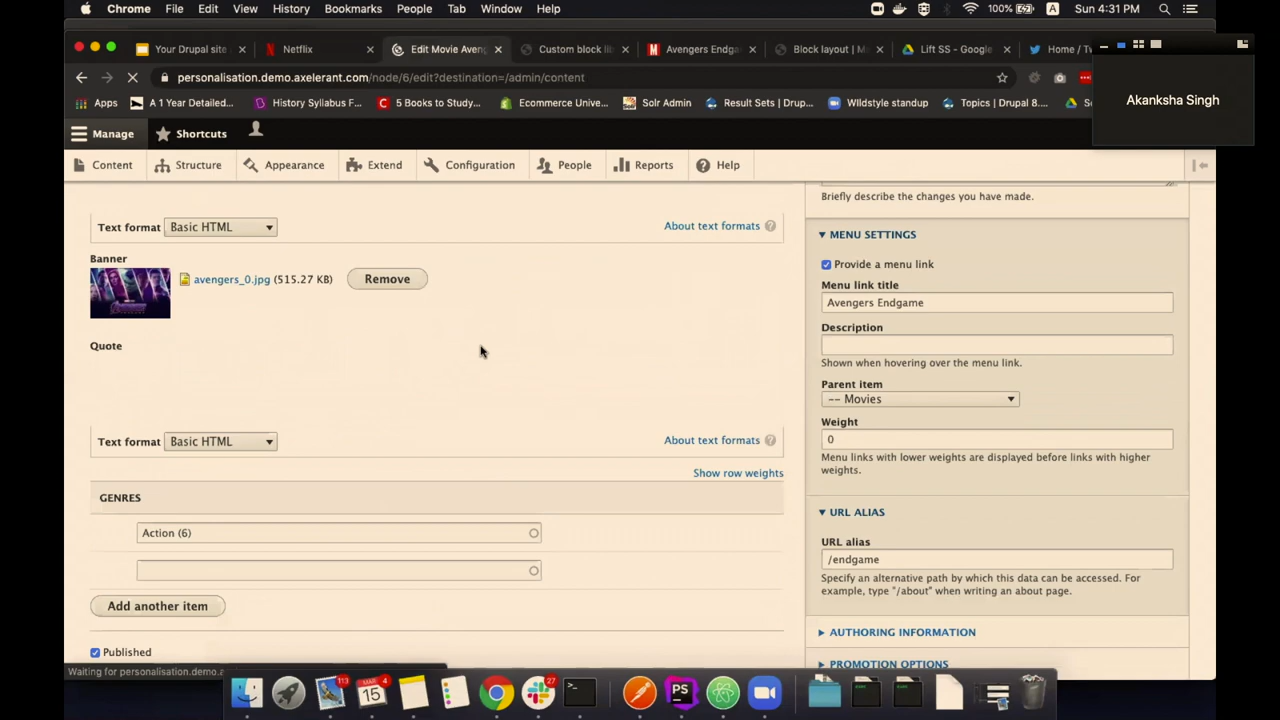 Chrome File Edit View History Bookmarks People Tab Window Help 100% A Sun 4:31 PM
Your Drupal site Netflix Edit Movie Aven Custom block lib Avengers Endga Block layout | M Lift SS - Google Home / Tw
personalisation.demo.axelerant.com/node/6/edit?destination=/admin/content
Akanksha Singh
Apps A 1 Year Detailed... History Syllabus F... 5 Books to Study... Ecommerce Unive... Solr Admin Result Sets | Drup... WIldstyle standup Topics | Drupal 8....
Manage Shortcuts
Content Structure Appearance Extend Configuration People Reports Help
Briefly describe the changes you have made.
Text format Basic HTML About text formats ?
MENU SETTINGS
Banner
Provide a menu link
avengers_0.jpg (515.27 KB) Remove
Menu link title
Avengers Endgame
Description
Quote
Shown when hovering over the menu link.
Parent item
-- Movies
Weight
Text format Basic HTML About text formats ?
0
Menu links with lower weights are displayed before links with higher
weights.
Show row weights
GENRES
URL ALIAS
Action (6)
URL alias
/endgame
Specify an alternative path by which this data can be accessed. For
example, type "/about" when writing an about page.
Add another item
AUTHORING INFORMATION
Published
PROMOTION OPTIONS
Waiting for personalisation.demo.a
113
MAR
15
4
27
PS